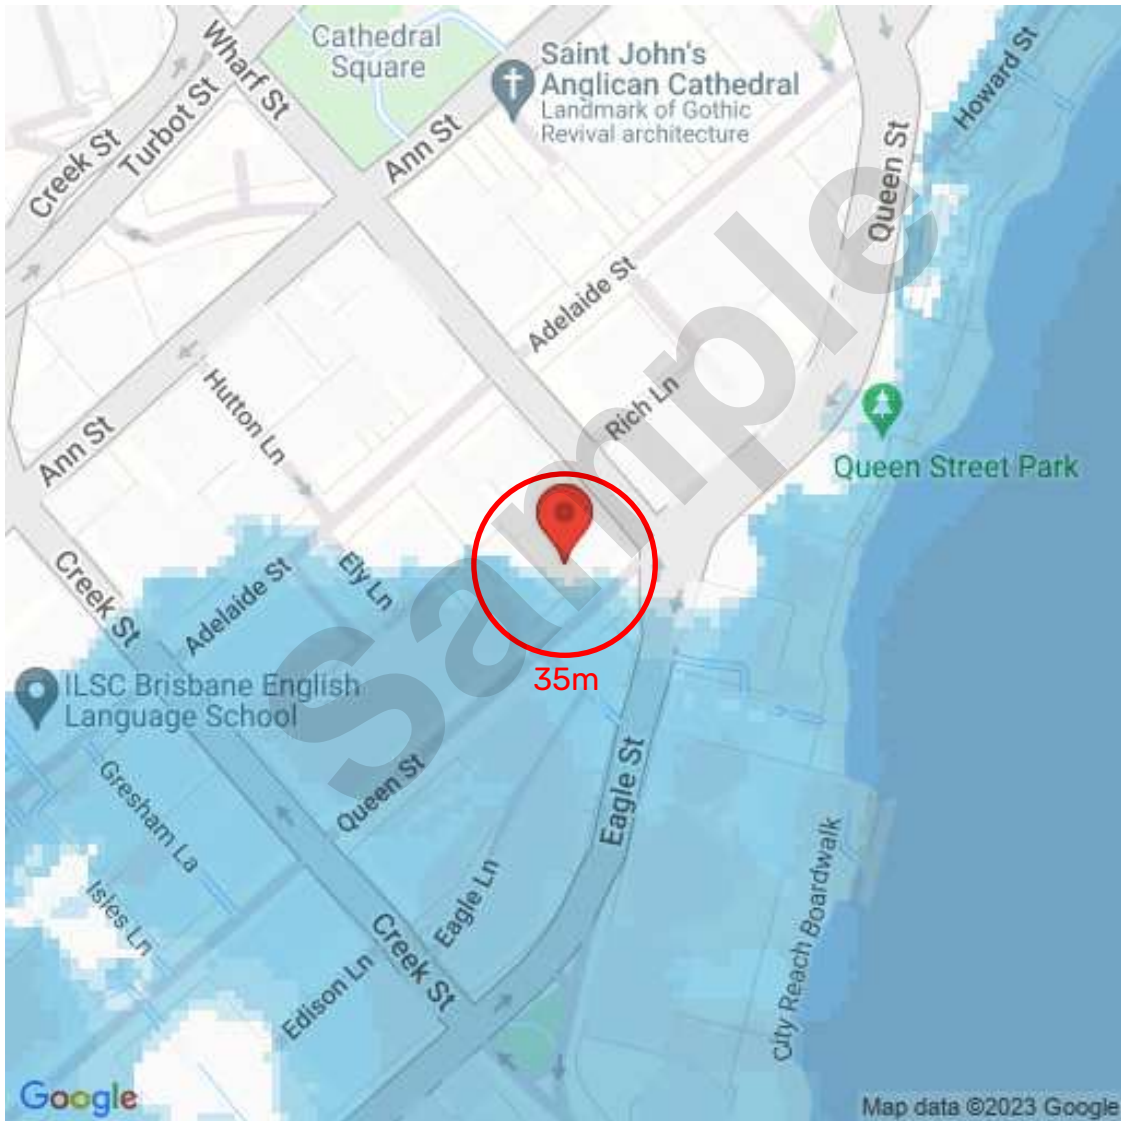 Cathedral
Square
Wharf St
Saint John's
Anglican Cathedral
Landmark of Gothic
Revival architecture
Howard St
Turbot St
Creek St
Ann St
Queen St
Adelaide St
Hutton Ln
Rich Ln
Ann St
Queen Street Park
Sample
Creek St
Adelaide St
Ely Ln
35m
ILSC Brisbane English
Language School
Gresham La
Queen St
Eagle St
Isles Ln
Eagle Ln
City Reach Boardwalk
Creek St
Edison Ln
Google
Map data ©2023 Google